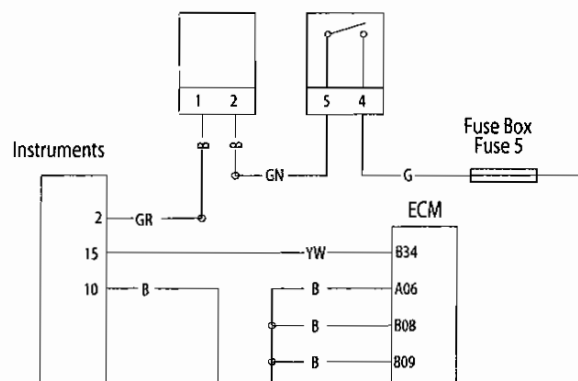 1 2
5 4
B B
Fuse Box
Fuse 5
Instruments
GN
G
2
GR
ECM
15
YW
B34
10
B
B
A06
B
B08
B
B09